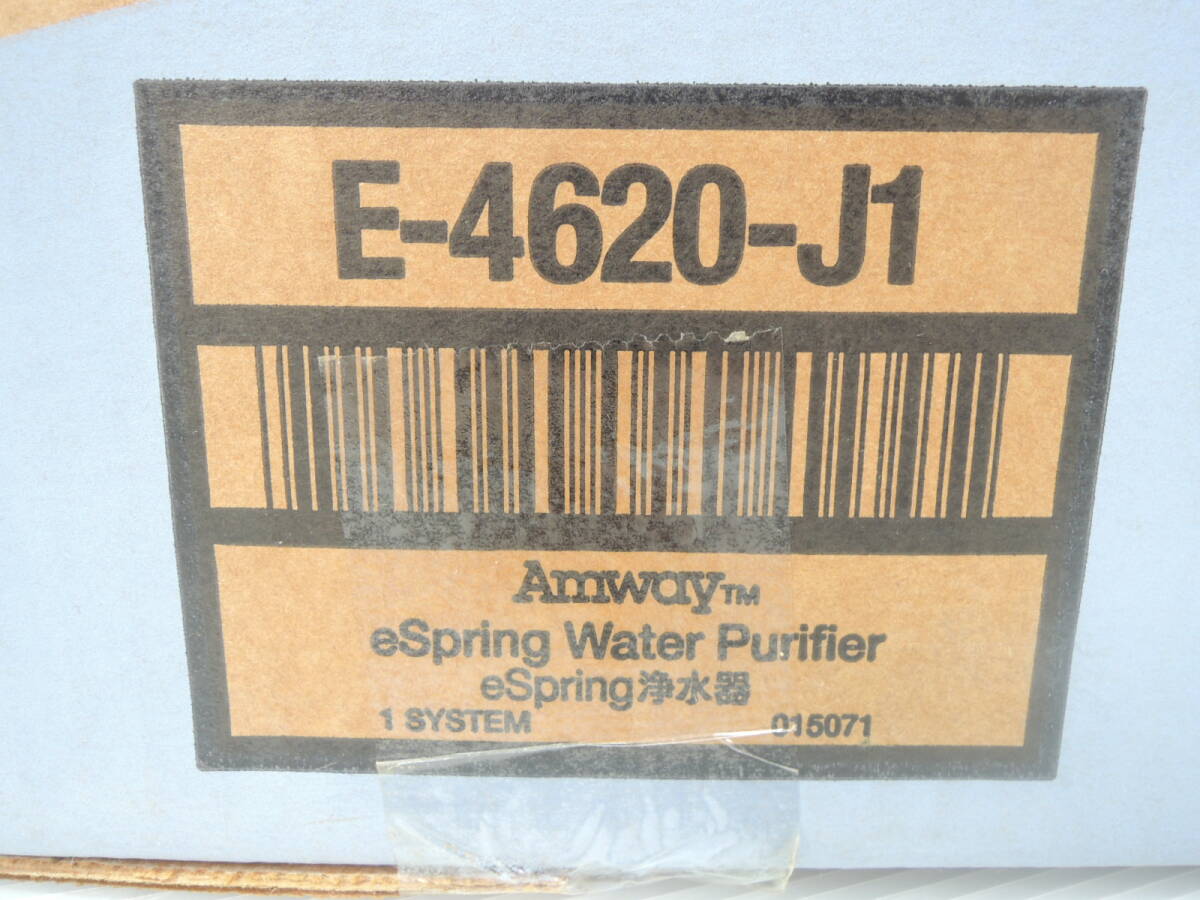 E-4620-J1
Amway™
eSpring Water Purifier
eSpring浄水器
1 SYSTEM 015071